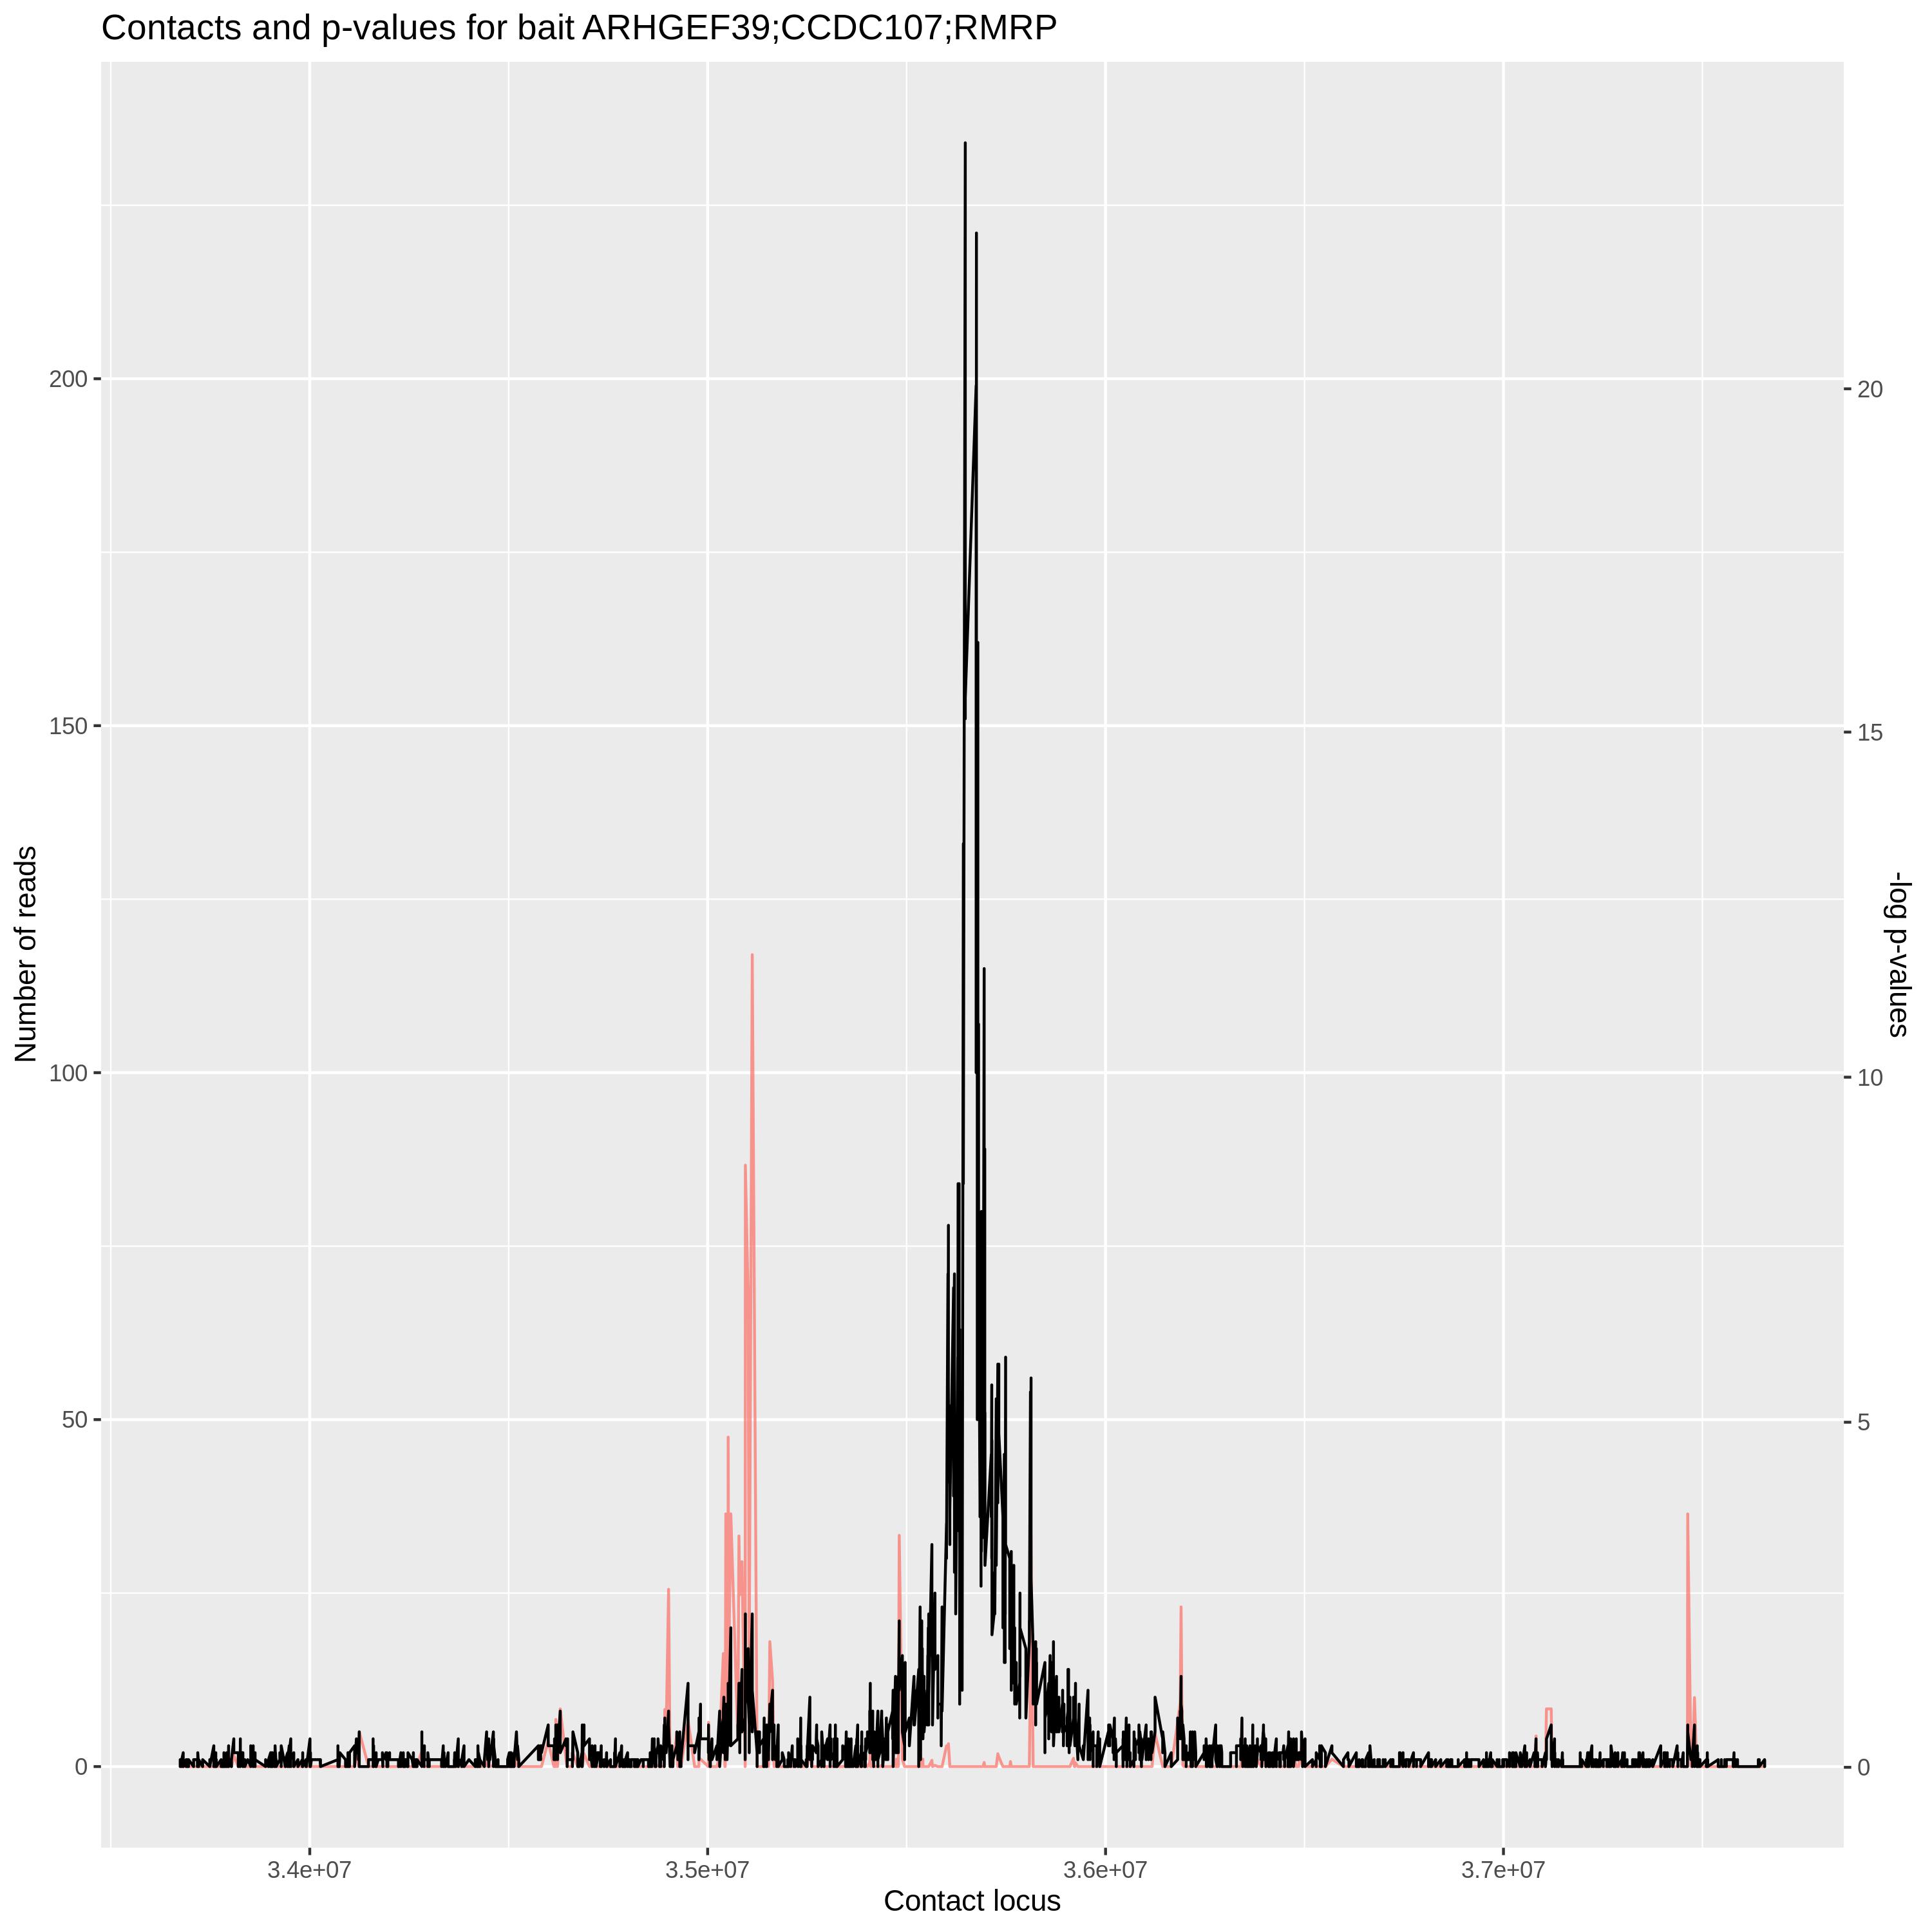 Contacts and p-values for bait ARHGEF39;CCDC107;RMRP
Number of reads
200
150
100
50
0
20
15
10
5
0
-log p-values
3.4e+07 3.5e+07 3.6e+07 3.7e+07
Contact locus